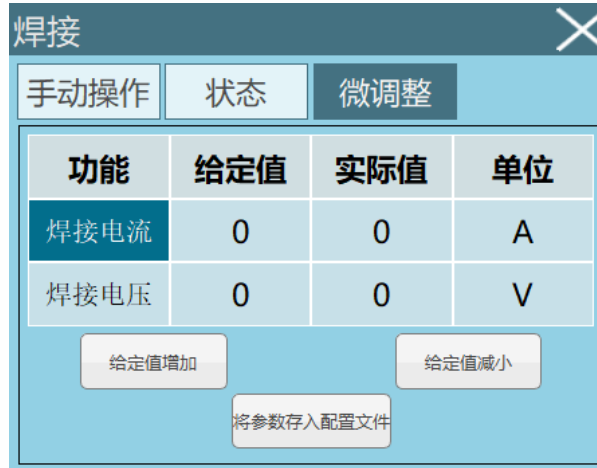 焊接
手动操作 状态 微调整
功能 给定值 实际值 单位
焊接电流 0 0 A
焊接电压 0 0 V
给定值增加 给定值减小
将参数存入配置文件